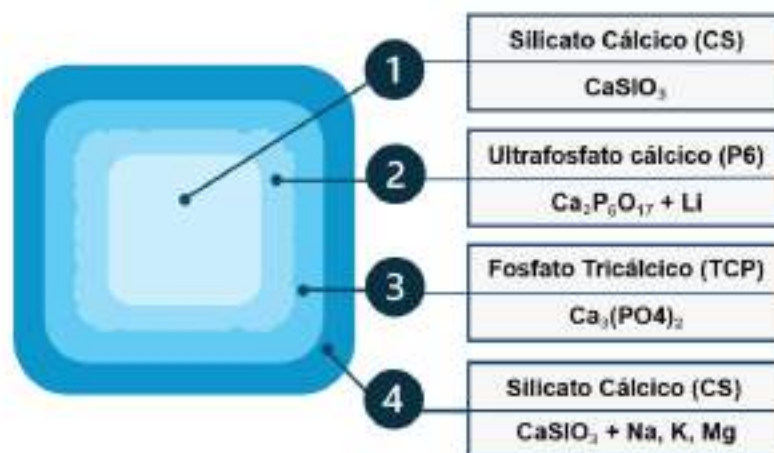 1
Silicato Cálcico (CS)
CaSIO₃
2
Ultrafosfato cálcico (P6)
Ca₂P₆O₁₇ + Li
3
Fosfato Tricálcico (TCP)
Ca₃(PO4)₂
4
Silicato Cálcico (CS)
CaSIO₃ + Na, K, Mg